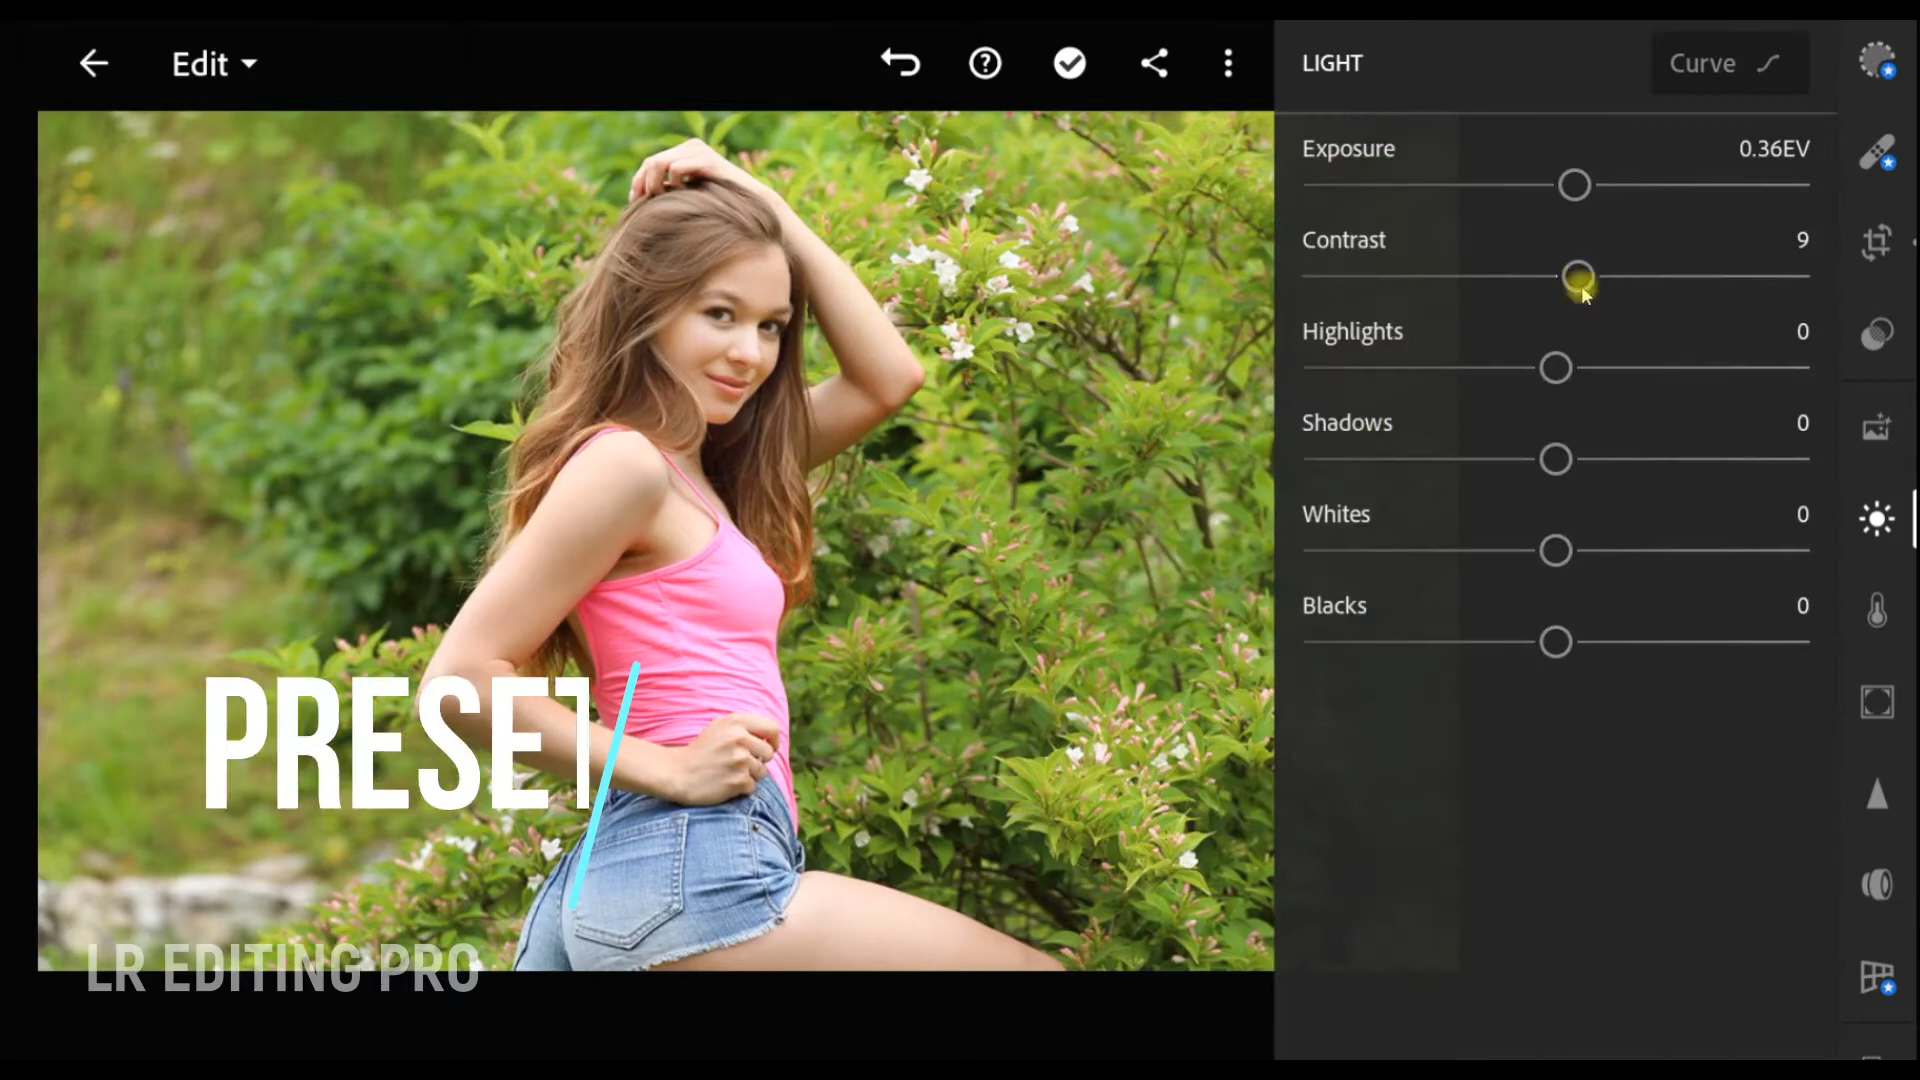 Edit
LIGHT
Curve
Exposure 0.36EV
Contrast 9
Highlights 0
Shadows 0
Whites 0
Blacks 0
PRESET
LR EDITING PRO